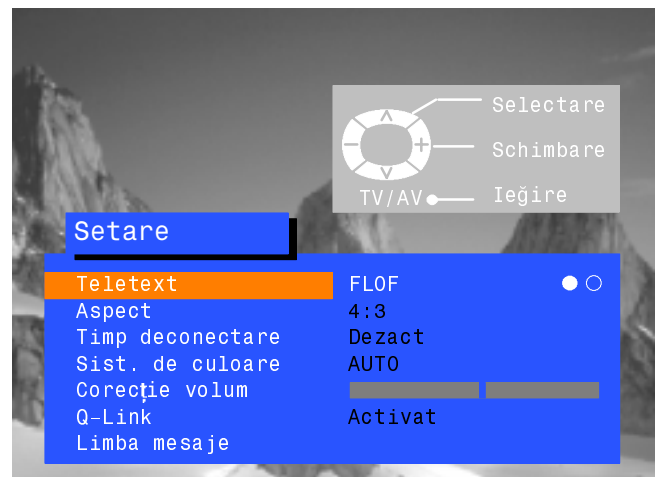 Selectare
Schimbare
TV/AV Ieğire
Setare
Teletext FLOF
Aspect 4:3
Timp deconectare Dezact
Sist. de culoare AUTO
Corecţie volum
Q-Link Activat
Limba mesaje